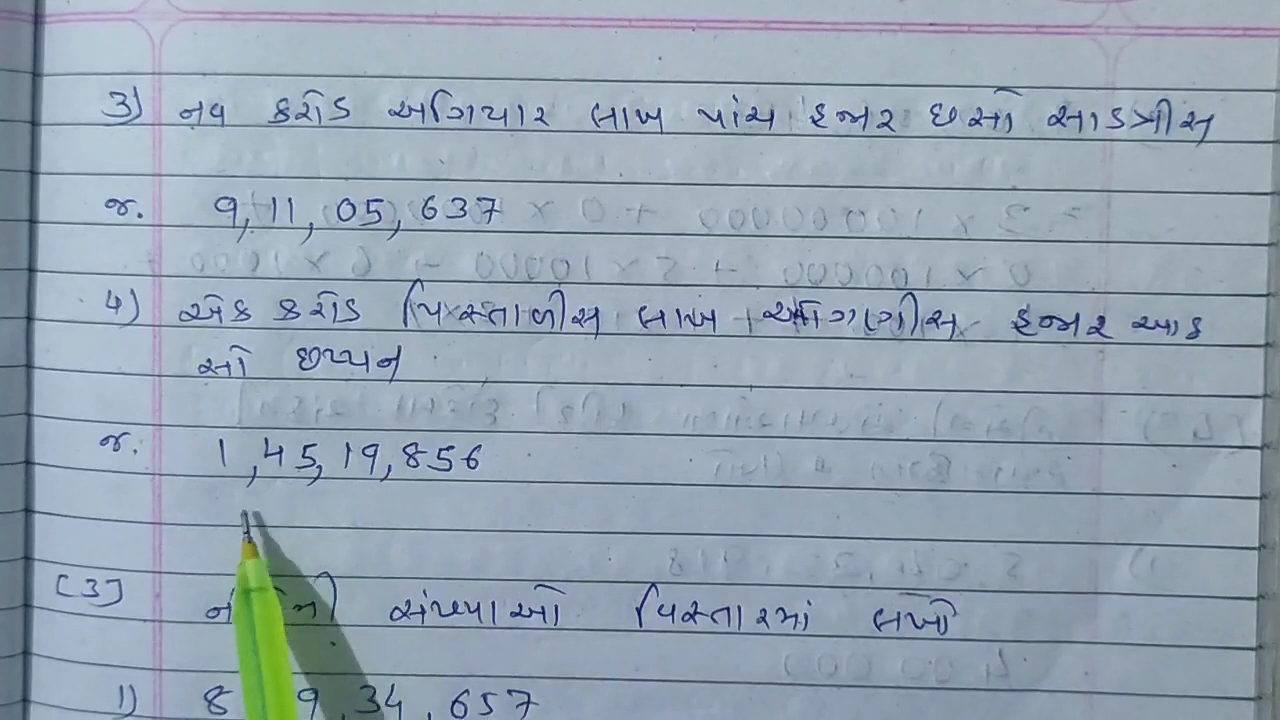 3) નવ કરોડ અગિયાર લાખ પાંચ હજાર છસો સાડત્રીસ
જ. 9,11,05,637
4) એક કરોડ પિસ્તાળીસ લાખ ઓગણીસ હજાર આઠ
સો છપ્પન
જ. 1,45,19,856
(3) સંખ્યાઓ વિસ્તારમાં લખો
1) 8 9,34,657